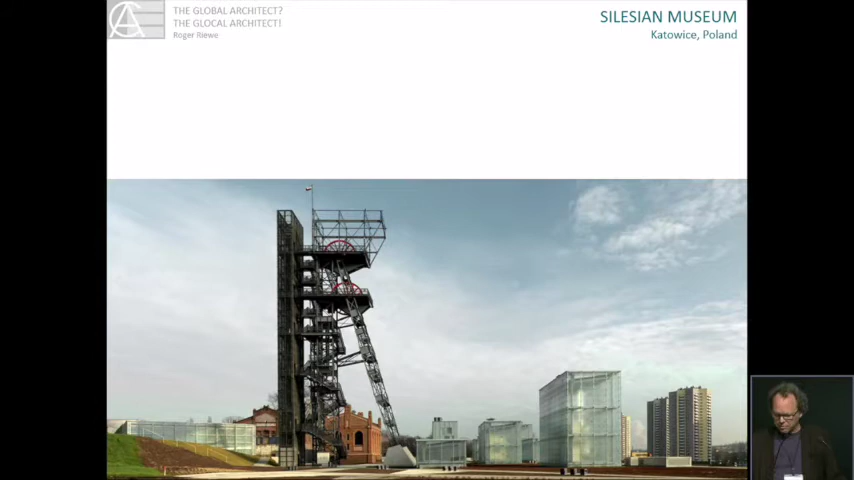 THE GLOBAL ARCHITECT?
THE GLOCAL ARCHITECT!
Roger Riewe
SILESIAN MUSEUM
Katowice, Poland